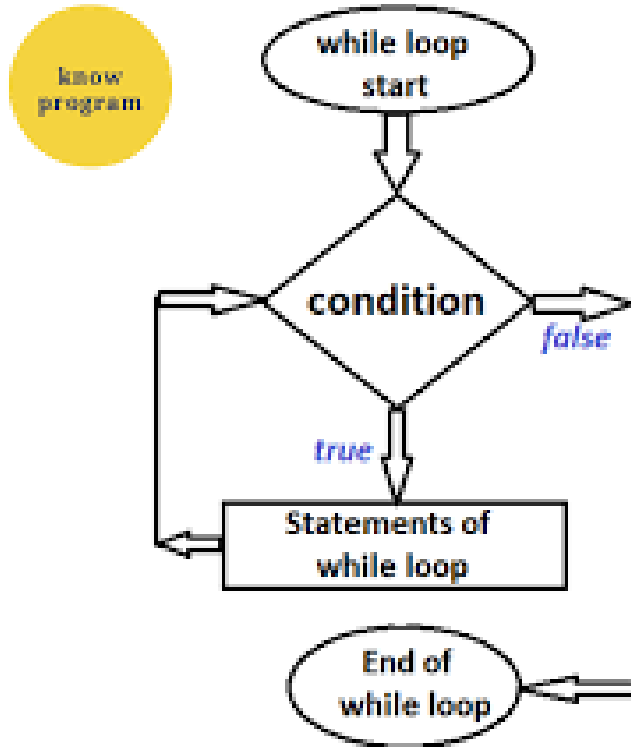 know
program
while loop
start
condition
false
true
Statements of
while loop
End of
while loop